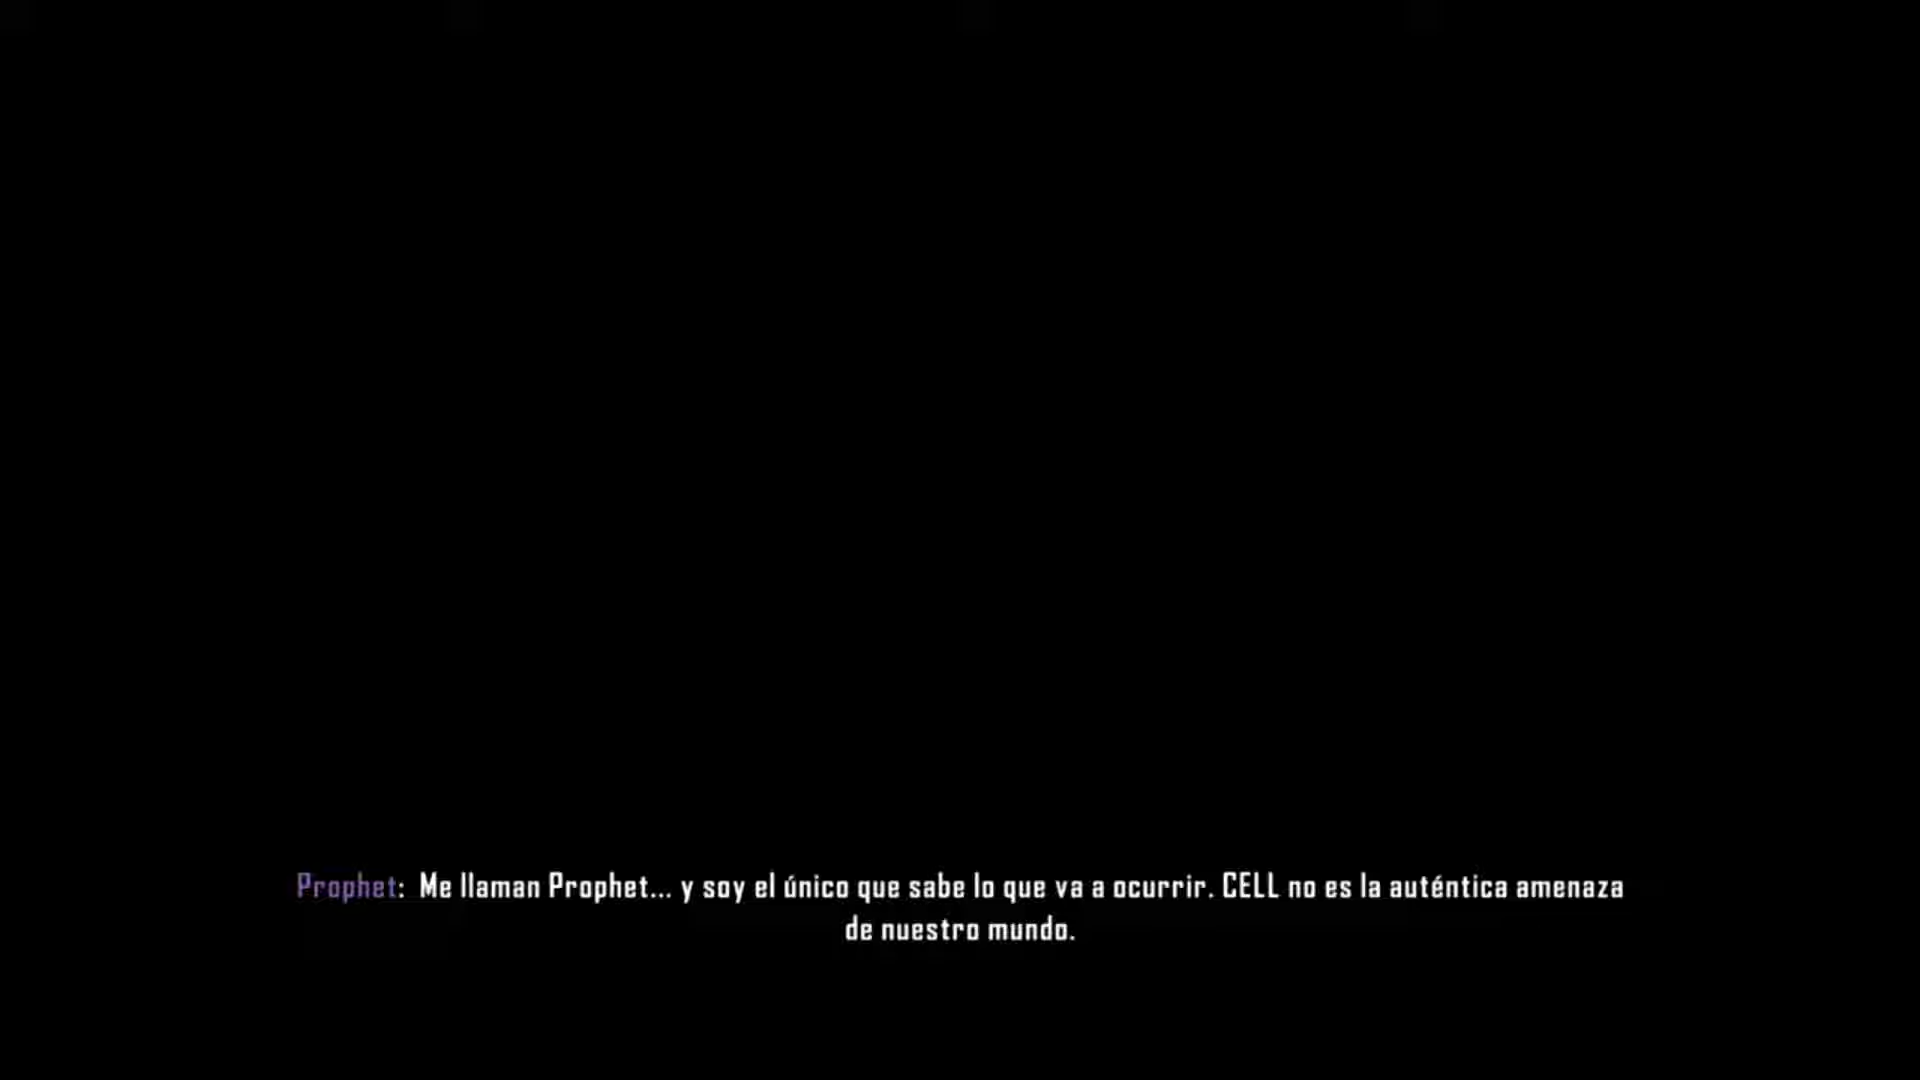 Prophet: Me llaman Prophet... y soy el único que sabe lo que va a ocurrir. CELL no es la auténtica amenaza
de nuestro mundo.